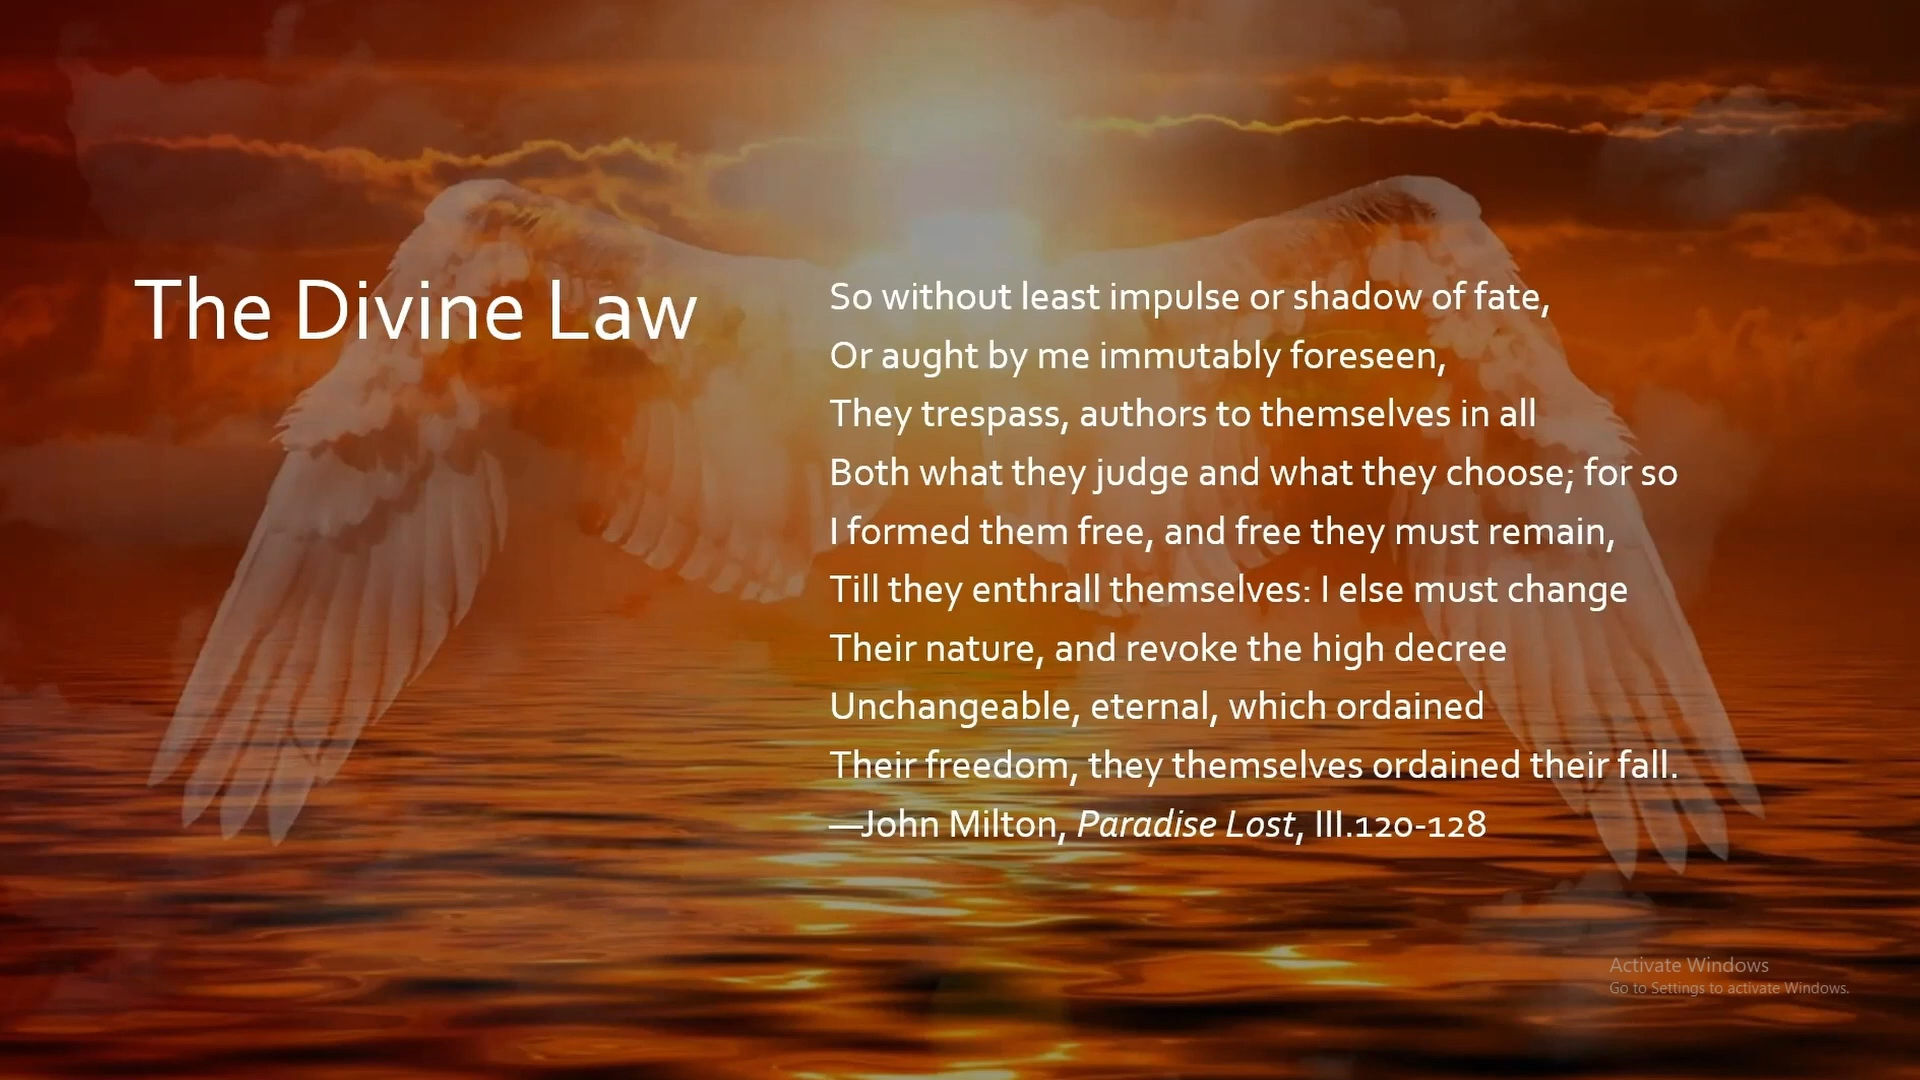 The Divine Law
So without least impulse or shadow of fate,
Or aught by me immutably foreseen,
They trespass, authors to themselves in all
Both what they judge and what they choose; for so
I formed them free, and free they must remain,
Till they enthrall themselves: I else must change
Their nature, and revoke the high decree
Unchangeable, eternal, which ordained
Their freedom, they themselves ordained their fall.
—John Milton, Paradise Lost, III.120-128
Activate Windows
Go to Settings to activate Windows.